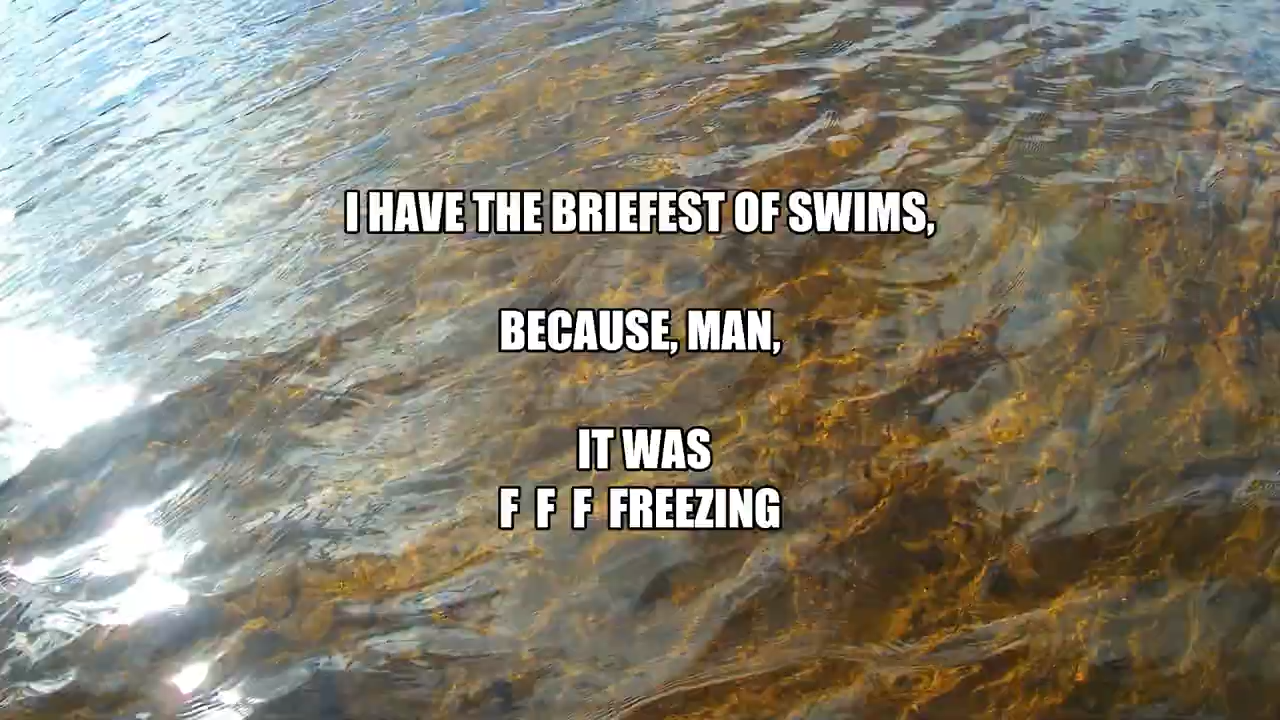 I HAVE THE BRIEFEST OF SWIMS,
BECAUSE, MAN,
IT WAS
F F F FREEZING